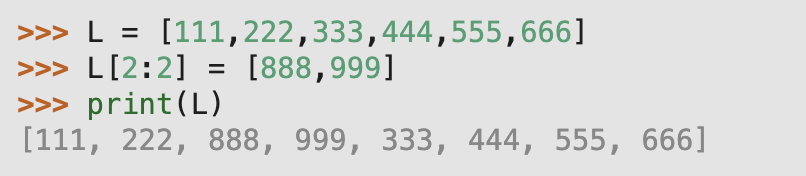 >>> L = [111,222,333,444,555,666]
>>> L[2:2] = [888,999]
>>> print(L)
[111, 222, 888, 999, 333, 444, 555, 666]